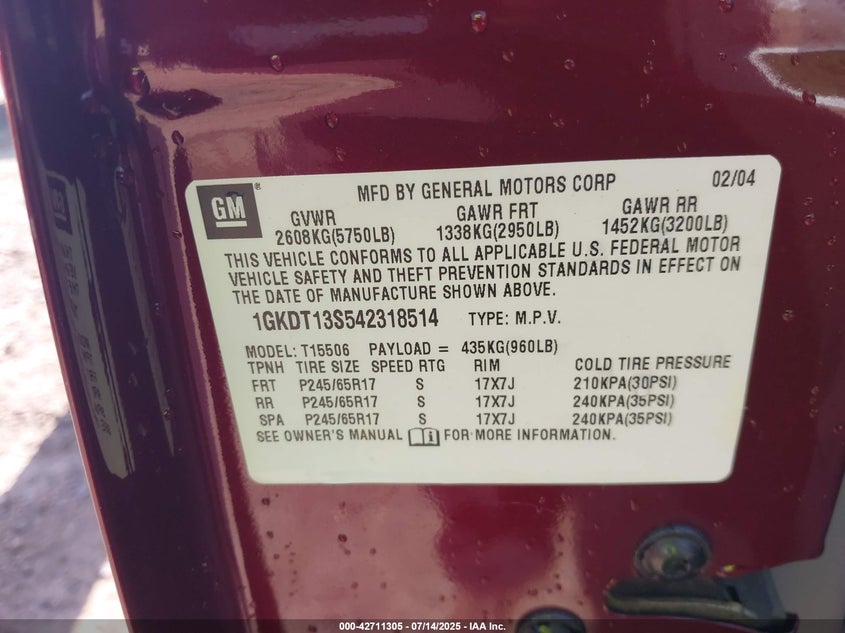 MFD BY GENERAL MOTORS CORP 02/04
GM ®
GVWR GAWR FRT GAWR RR
2608KG(5750LB) 1338KG(2950LB) 1452KG(3200LB)
THIS VEHICLE CONFORMS TO ALL APPLICABLE U.S. FEDERAL MOTOR
VEHICLE SAFETY AND THEFT PREVENTION STANDARDS IN EFFECT ON
THE DATE OF MANUFACTURE SHOWN ABOVE.
1GKDT13S542318514 TYPE: M.P.V.
MODEL: T15506 PAYLOAD = 435KG(960LB)
TPNH TIRE SIZE SPEED RTG RIM COLD TIRE PRESSURE
FRT P245/65R17 S 17X7J 210KPA(30PSI)
RR P245/65R17 S 17X7J 240KPA(35PSI)
SPA P245/65R17 S 17X7J 240KPA(35PSI)
SEE OWNER'S MANUAL FOR MORE INFORMATION.
000-42711305 - 07/14/2025 - IAA Inc.